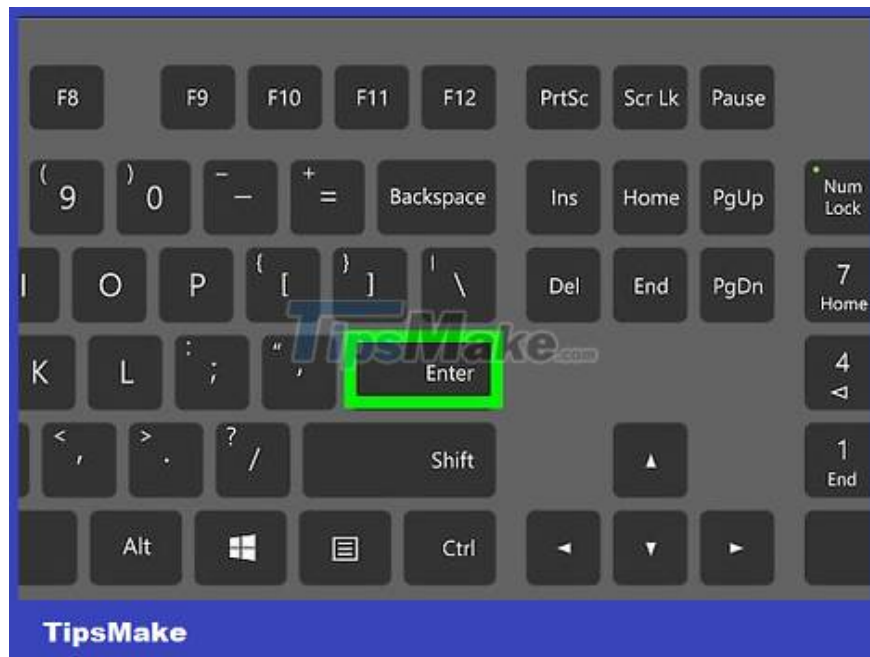 F8 F9 F10 F11 F12 PrtSc Scr Lk Pause
( ) _ + 
9 0 - = Backspace Ins Home PgUp Num Lock
{ } |
I O P [ ] \ Del End PgDn 7 Home
TipsMake.com
: "
K L ; ' Enter 4
< > ?
, . / Shift 1 End
Alt Ctrl
TipsMake